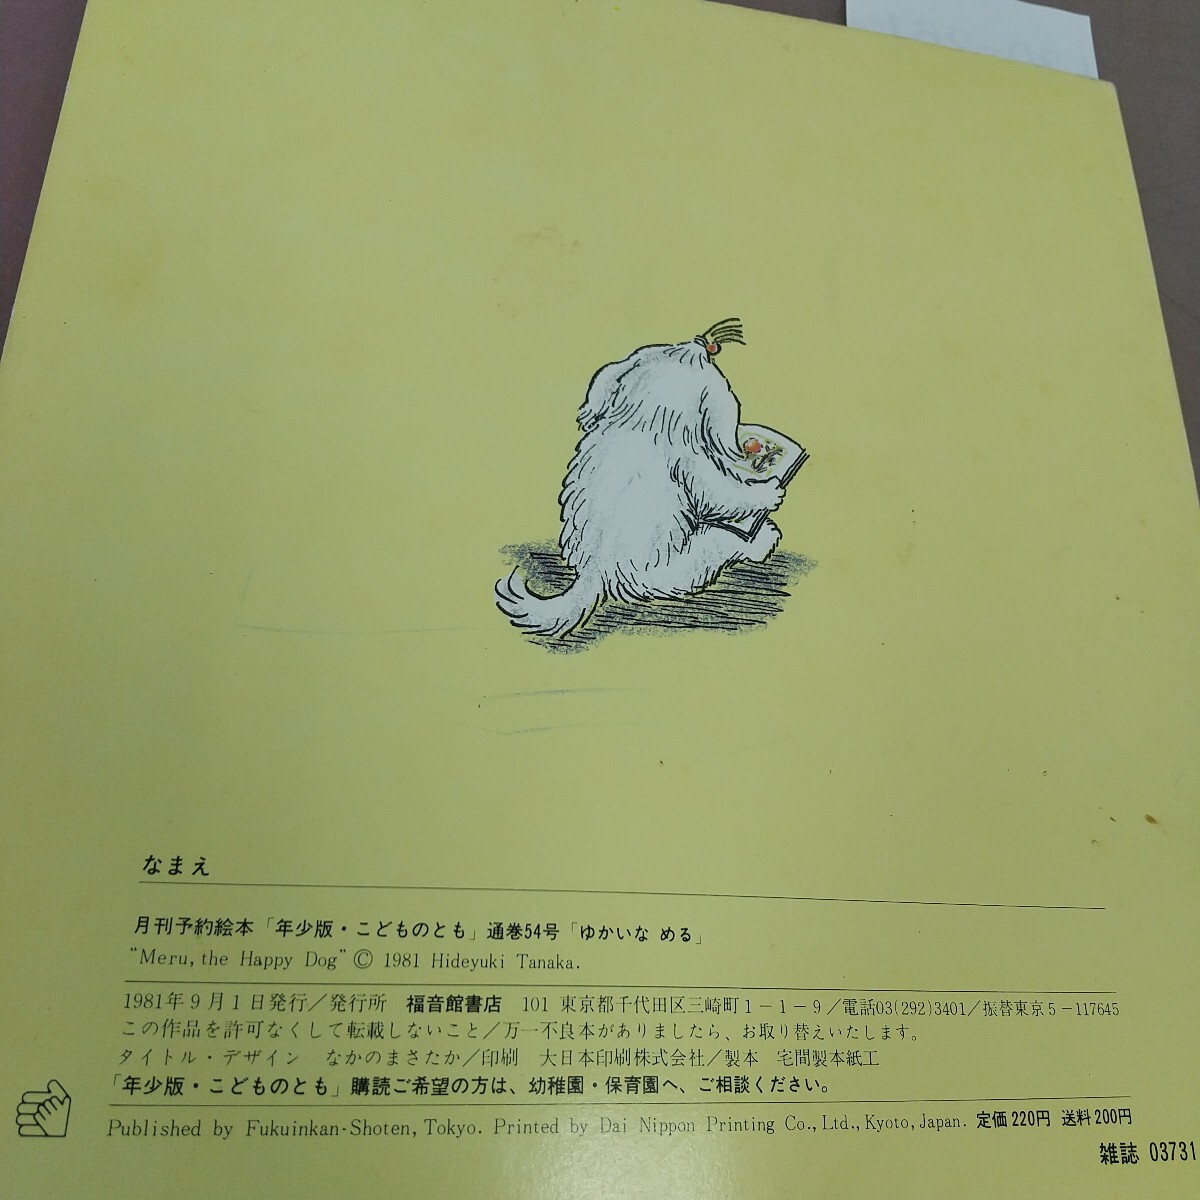 なまえ
月刊予約絵本「年少版・こどものとも」通巻54号「ゆかいな める」
“Meru, the Happy Dog” © 1981 Hideyuki Tanaka.
1981年9月1日発行／発行所 福音館書店 101 東京都千代田区三崎町1−1−9／電話03(292)3401／振替東京5−117645
この作品を許可なくして転載しないこと／万一不良本がありましたら、お取り替えいたします。
タイトル・デザイン なかのまさたか／印刷 大日本印刷株式会社／製本 宅間製本紙工
「年少版・こどものとも」購読ご希望の方は、幼稚園・保育園へ、ご相談ください。
Published by Fukuinkan-Shoten, Tokyo. Printed by Dai Nippon Printing Co., Ltd., Kyoto, Japan. 定価220円 送料200円
雑誌 03731